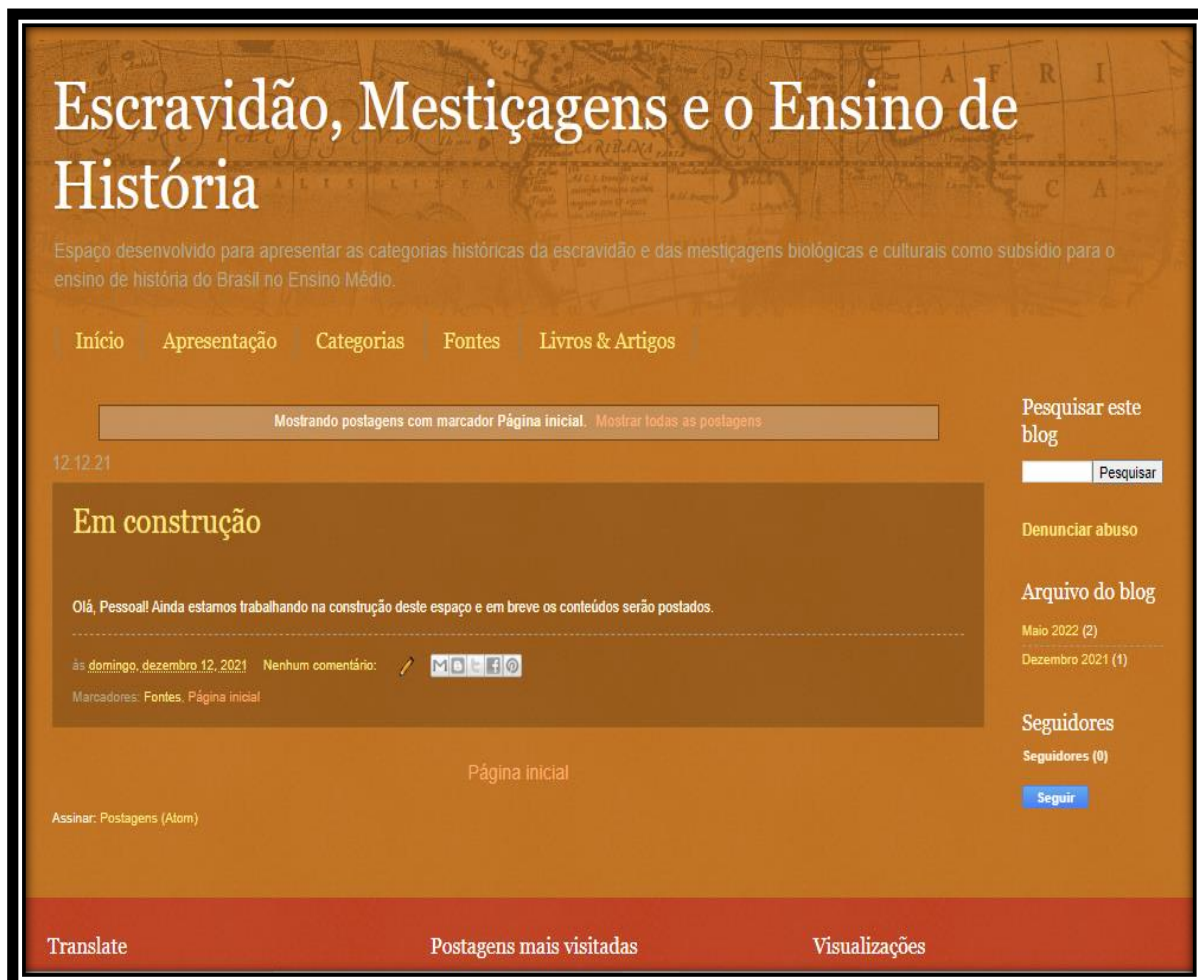 Escravidão, Mestiçagens e o Ensino de
História
Espaço desenvolvido para apresentar as categorias históricas da escravidão e das mestiçagens biológicas e culturais como subsídio para o
ensino de história do Brasil no Ensino Médio.
Início Apresentação Categorias Fontes Livros & Artigos
Mostrando postagens com marcador Página inicial. Mostrar todas as postagens
12.12.21
Em construção
Olá, Pessoal! Ainda estamos trabalhando na construção deste espaço e em breve os conteúdos serão postados.
às domingo, dezembro 12, 2021 Nenhum comentário:
Marcadores: Fontes, Página inicial
Página inicial
Assinar: Postagens (Atom)
Pesquisar este
blog
Pesquisar
Denunciar abuso
Arquivo do blog
Maio 2022 (2)
Dezembro 2021 (1)
Seguidores
Seguidores (0)
Seguir
Translate Postagens mais visitadas Visualizações